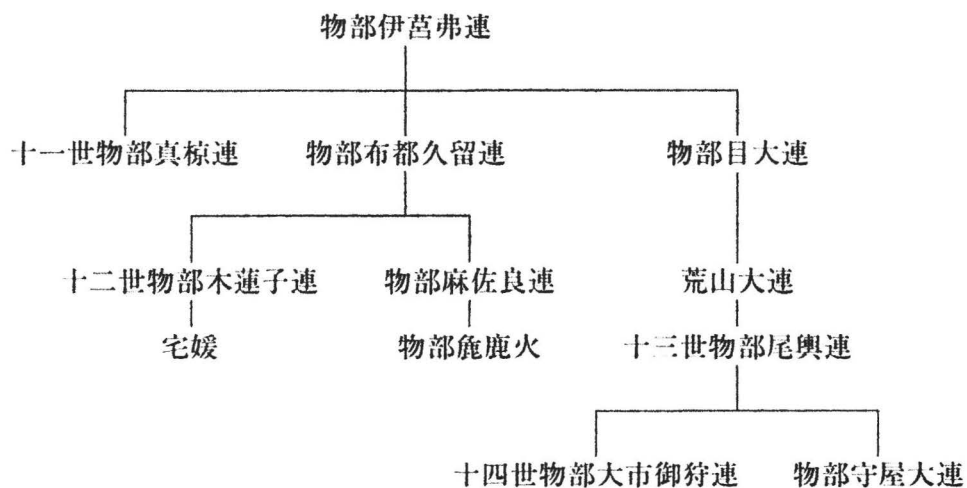 物部伊莒弗連
十一世物部真椋連 物部布都久留連 物部目大連
十二世物部木蓮子連 物部麻佐良連 荒山大連
宅媛 物部麁鹿火 十三世物部尾輿連
十四世物部大市御狩連 物部守屋大連